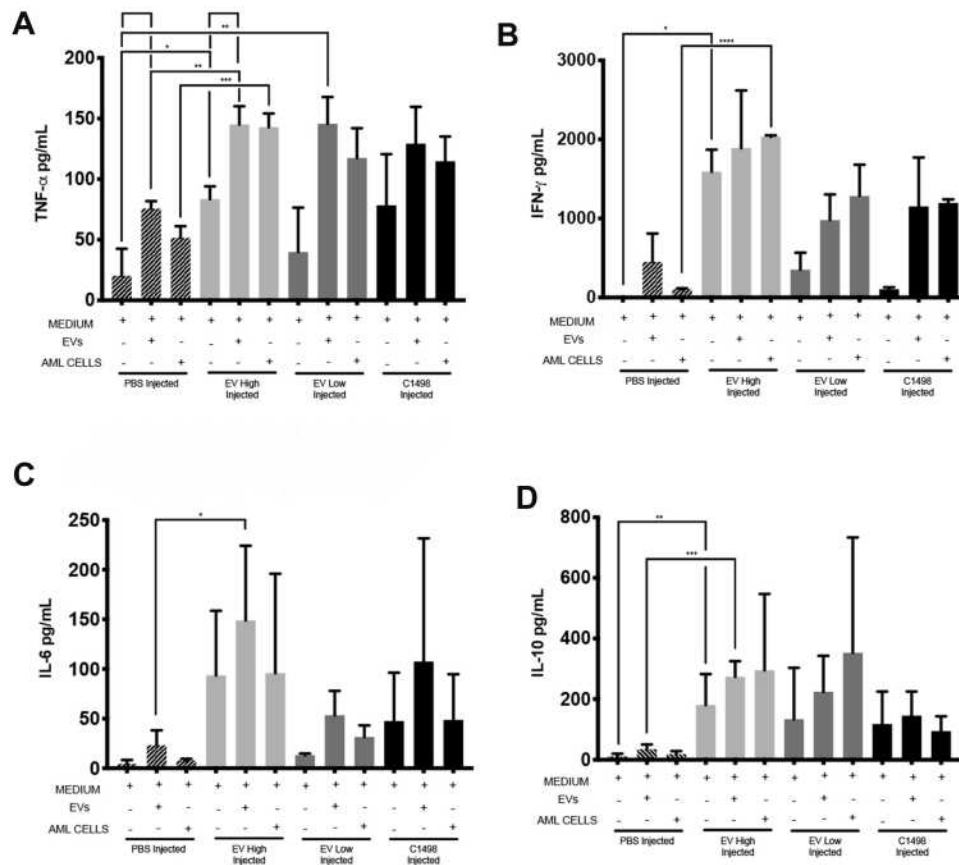 A
**
*
**
***
200
150
100
50
0
TNF-α pg/mL
MEDIUM + + + + + + + + + + + +
EVs - + - - + - - + - - + -
AML CELLS - - + - - + - - + - - +
PBS Injected EV High Injected EV Low Injected C1498 Injected
B
*
****
3000
2000
1000
0
IFN-γ pg/mL
MEDIUM + + + + + + + + + + + +
EVs - + - - + - - + - - + -
AML CELLS - - + - - + - - + - - +
PBS Injected EV High Injected EV Low Injected C1498 Injected
C
*
250
200
150
100
50
0
IL-6 pg/mL
MEDIUM + + + + + + + + + + + +
EVs - + - - + - - + - - + -
AML CELLS - - + - - + - - + - - +
PBS Injected EV High Injected EV Low Injected C1498 Injected
D
**
***
800
600
400
200
0
IL-10 pg/mL
MEDIUM + + + + + + + + + + + +
EVs - + - - + - - + - - + -
AML CELLS - - + - - + - - + - - +
PBS Injected EV High Injected EV Low Injected C1498 Injected